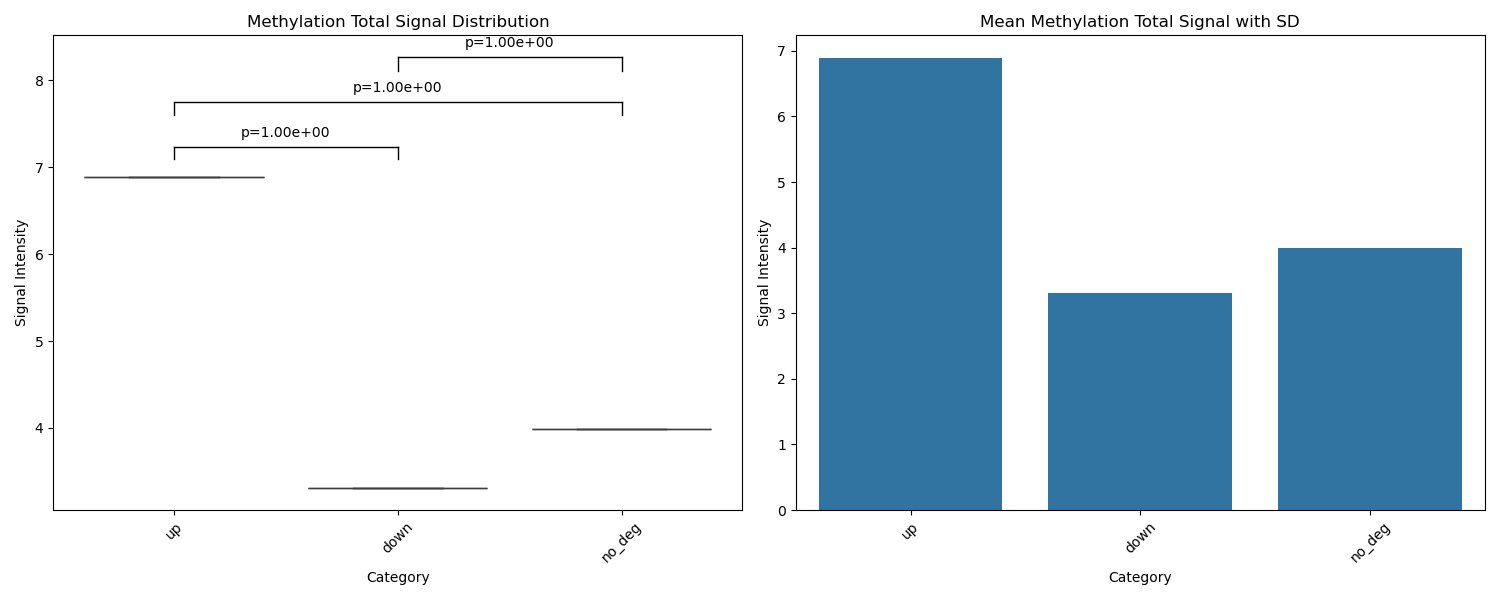 Methylation Total Signal Distribution
p=1.00e+00
p=1.00e+00
p=1.00e+00
8
7
6
5
4
Signal Intensity
up
down
no_deg
Category
Mean Methylation Total Signal with SD
7
6
5
4
3
2
1
0
Signal Intensity
up
down
no_deg
Category